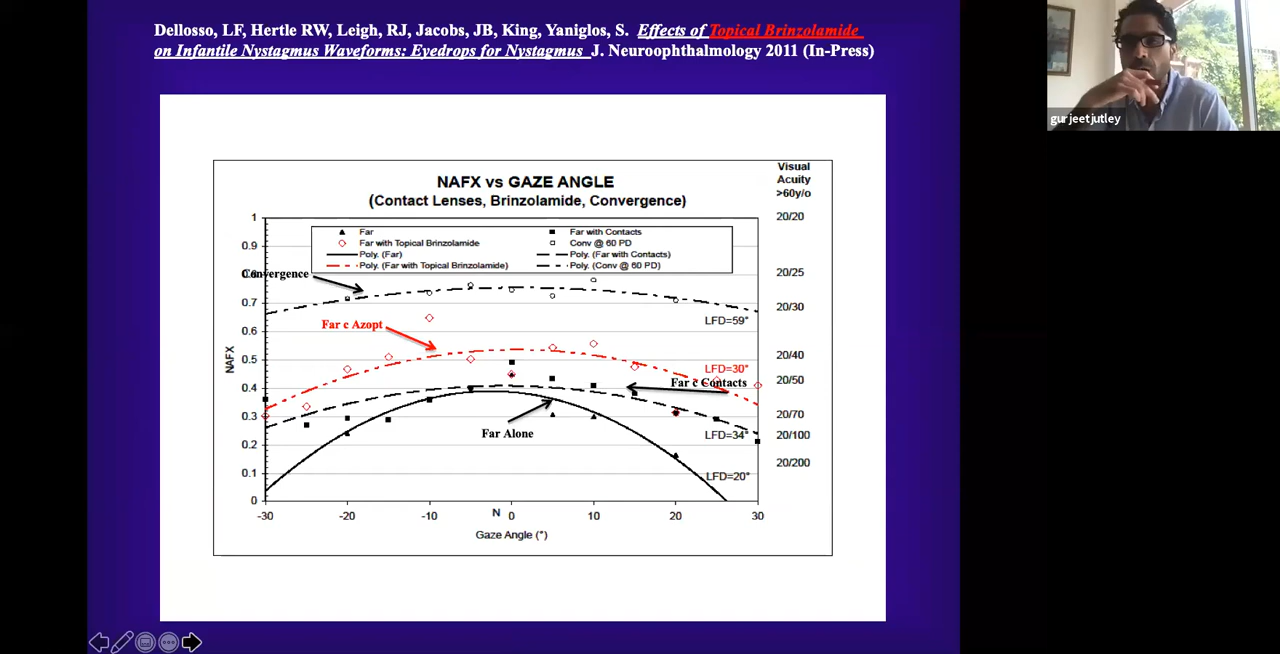 Dellosso, LF, Hertle RW, Leigh, RJ, Jacobs, JB, King, Yaniglos, S. Effects of Topical Brinzolamide
on Infantile Nystagmus Waveforms: Eyedrops for Nystagmus J. Neuroophthalmology 2011 (In-Press)
gurjeetjutley
NAFX vs GAZE ANGLE
(Contact Lenses, Brinzolamide, Convergence)
Visual
Acuity
>60y/o
Far
Far with Contacts
Far with Topical Brinzolamide
Conv @ 60 PD
Poly. (Far)
Poly. (Far with Contacts)
Poly. (Far with Topical Brinzolamide)
Poly. (Conv @ 60 PD)
1
0.9
0.7
0.6
0.5
0.4
0.3
0.2
0.1
0
NAFX
Convergence
Far c Azopt
Far c Contacts
Far Alone
LFD=59°
LFD=30°
LFD=34°
LFD=20°
20/20
20/25
20/30
20/40
20/50
20/70
20/100
20/200
-30
-20
-10
N
0
10
20
30
Gaze Angle (°)